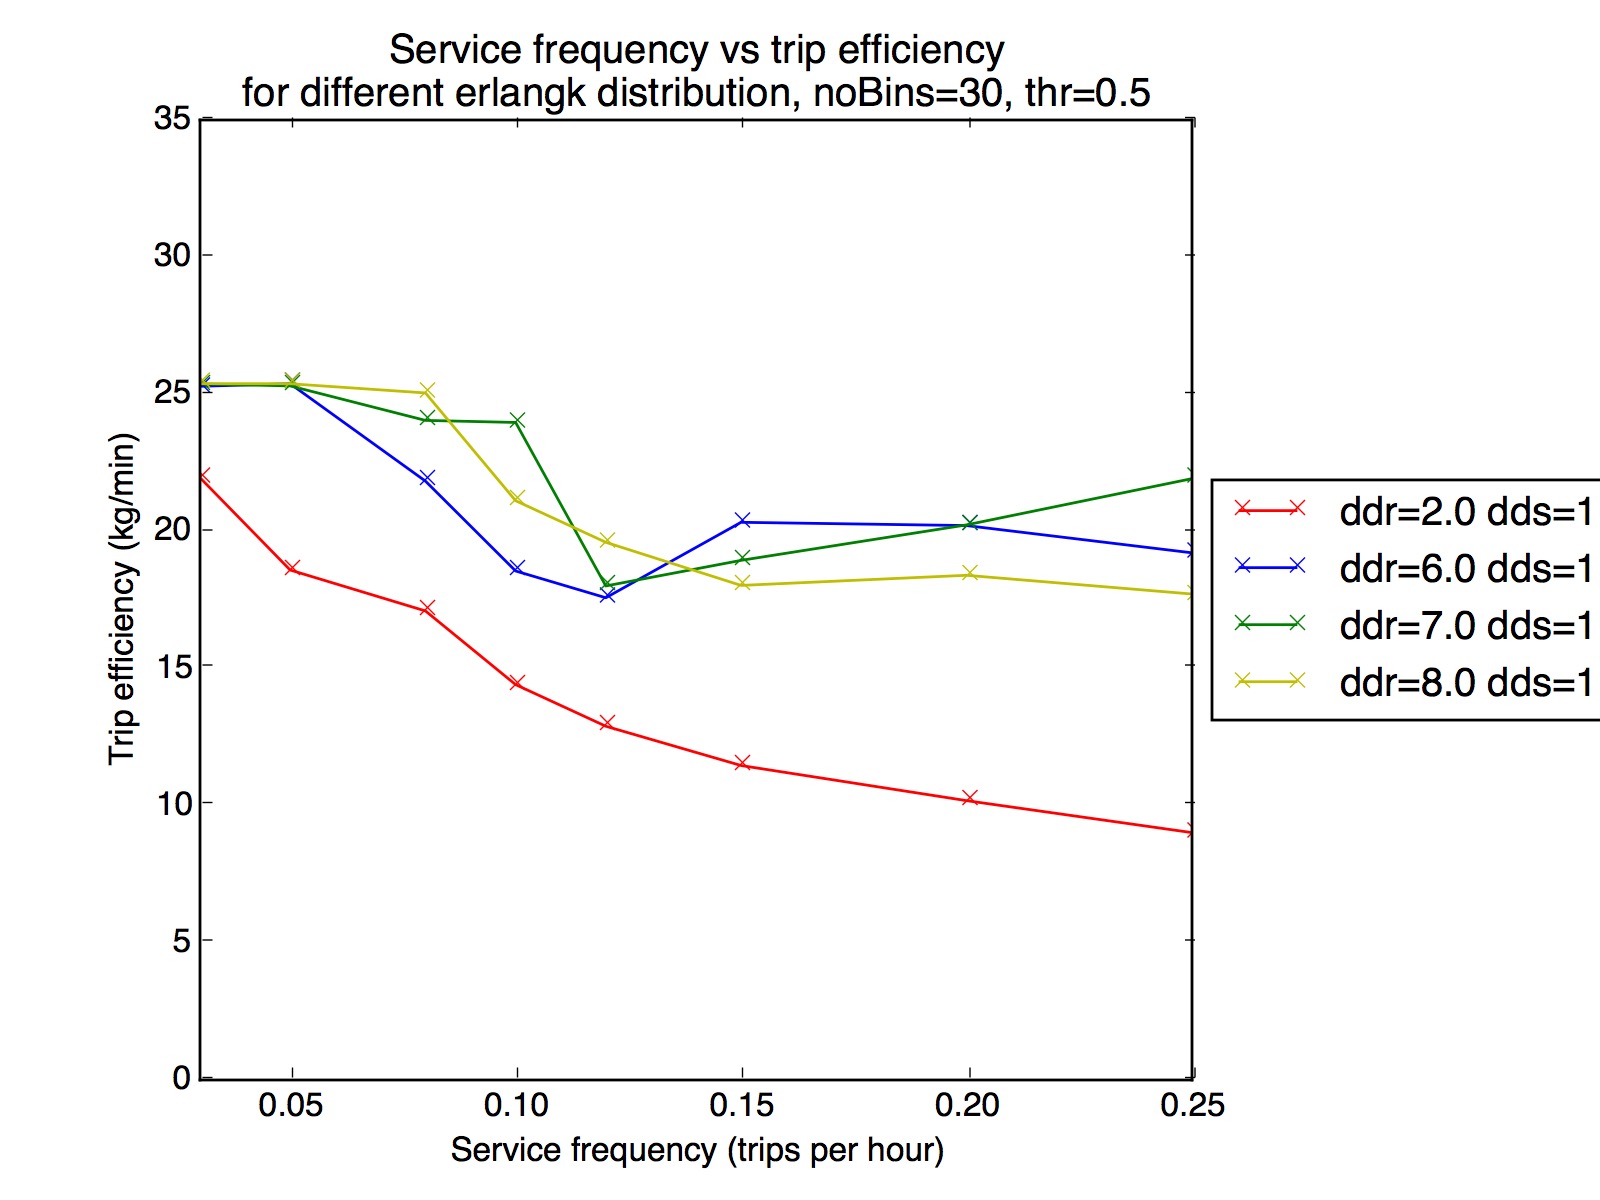 Service frequency vs trip efficiency
for different erlangk distribution, noBins=30, thr=0.5
35
30
25
20
15
10
5
0
Trip efficiency (kg/min)
0.05 0.10 0.15 0.20 0.25
Service frequency (trips per hour)
ddr=2.0 dds=1
ddr=6.0 dds=1
ddr=7.0 dds=1
ddr=8.0 dds=1